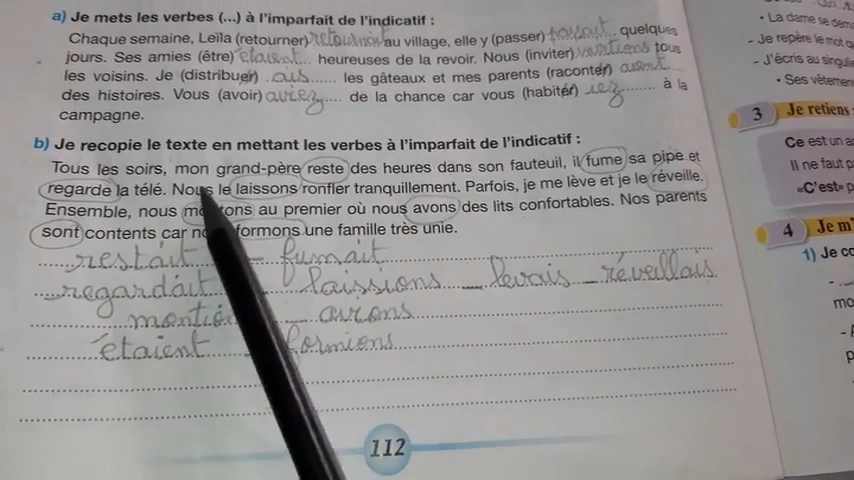 a) Je mets les verbes (...) à l'imparfait de l'indicatif :
Chaque semaine, Leïla (retourner) retournait au village, elle y (passer) passait quelques
jours. Ses amies (être) étaient heureuses de la revoir. Nous (inviter) invitions tous
les voisins. Je (distribuer) ais les gâteaux et mes parents (raconter) aient
des histoires. Vous (avoir) aviez de la chance car vous (habiter) iez à la
campagne.
b) Je recopie le texte en mettant les verbes à l'imparfait de l'indicatif :
Tous les soirs, mon grand-père reste des heures dans son fauteuil, il fume sa pipe et
regarde la télé. Nous le laissons ronfler tranquillement. Parfois, je me lève et je le réveille.
Ensemble, nous au premier où nous avons des lits confortables. Nos parents
sont contents car formons une famille très unie.
restait - fumait
regardait laissions - levais - réveillais
avions
étaient formions
112
• La dame se
- Je repère le mot
- J'écris au
• Ses
3 Je retiens
Ce est un
Il ne faut
«C'est»
4 Je
1) Je